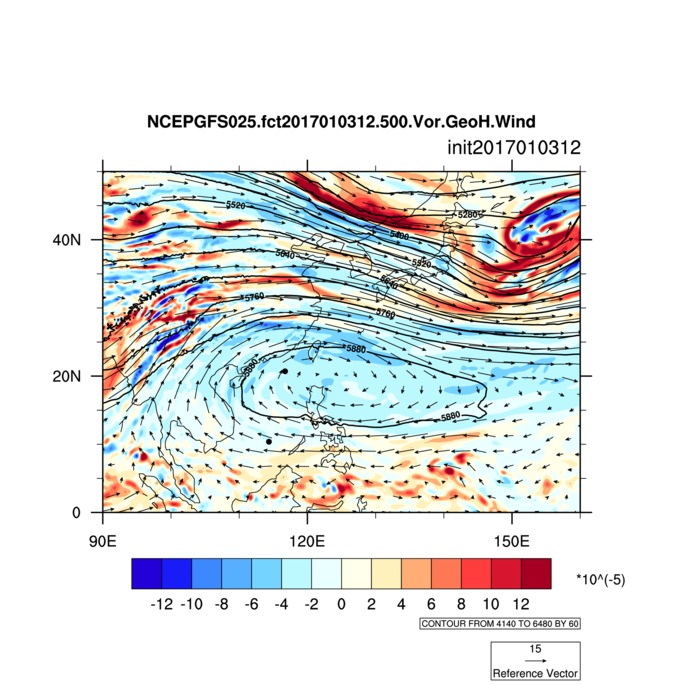 NCEPGFS025.fct2017010312.500.Vor.GeoH.Wind
init2017010312
5520
5280
40N
5400
5640
5520
5640
5760
5760
5880
5880
20N
5880
0
90E 120E 150E
-12 -10 -8 -6 -4 -2 0 2 4 6 8 10 12
*10^(-5)
CONTOUR FROM 4140 TO 6480 BY 60
15
Reference Vector